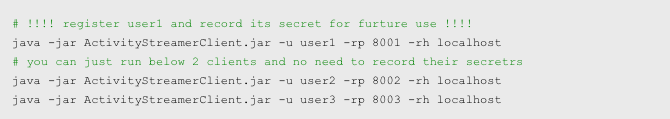 # !!!! register user1 and record its secret for furture use !!!!
java -jar ActivityStreamerClient.jar -u user1 -rp 8001 -rh localhost
# you can just run below 2 clients and no need to record their secretrs
java -jar ActivityStreamerClient.jar -u user2 -rp 8002 -rh localhost
java -jar ActivityStreamerClient.jar -u user3 -rp 8003 -rh localhost